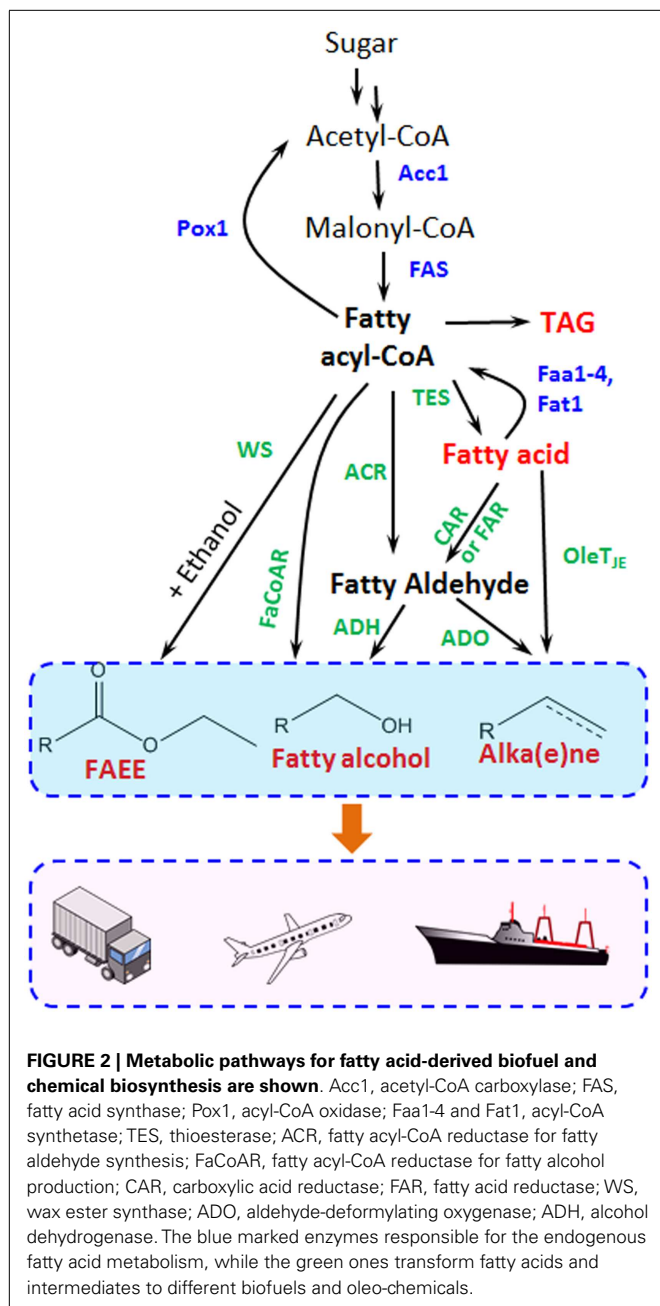 Sugar
Acetyl-CoA
Acc1
Pox1
Malonyl-CoA
FAS
Fatty
acyl-CoA
TAG
Faa1-4,
Fat1
TES
WS
Fatty acid
ACR
CAR
or FAR
+ Ethanol
OleTJE
FaCoAR
Fatty Aldehyde
ADH
ADO
O
R
O
FAEE
R
OH
Fatty alcohol
R
Alka(e)ne
FIGURE 2 | Metabolic pathways for fatty acid-derived biofuel and
chemical biosynthesis are shown. Acc1, acetyl-CoA carboxylase; FAS,
fatty acid synthase; Pox1, acyl-CoA oxidase; Faa1-4 and Fat1, acyl-CoA
synthetase; TES, thioesterase; ACR, fatty acyl-CoA reductase for fatty
aldehyde synthesis; FaCoAR, fatty acyl-CoA reductase for fatty alcohol
production; CAR, carboxylic acid reductase; FAR, fatty acid reductase; WS,
wax ester synthase; ADO, aldehyde-deformylating oxygenase; ADH, alcohol
dehydrogenase. The blue marked enzymes responsible for the endogenous
fatty acid metabolism, while the green ones transform fatty acids and
intermediates to different biofuels and oleo-chemicals.